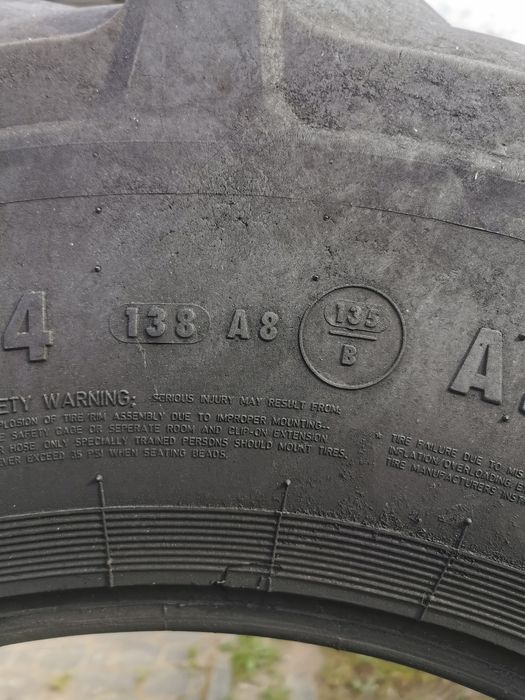 4 138 A8 135 A
B
ETY WARNING: SERIOUS INJURY MAY RESULT FROM:
PLOSION OF TIRE/RIM ASSEMBLY DUE TO IMPROPER MOUNTING--
E SAFETY CAGE OR SEPERATE ROOM AND CLIP-ON EXTENSION
R HOSE. ONLY SPECIALLY TRAINED PERSONS SHOULD MOUNT TIRES.
VER EXCEED 35 PSI WHEN SEATING BEADS.
* TIRE FAILURE DUE TO MIS
INFLATION/OVERLOADING E
TIRE MANUFACTURERS INST